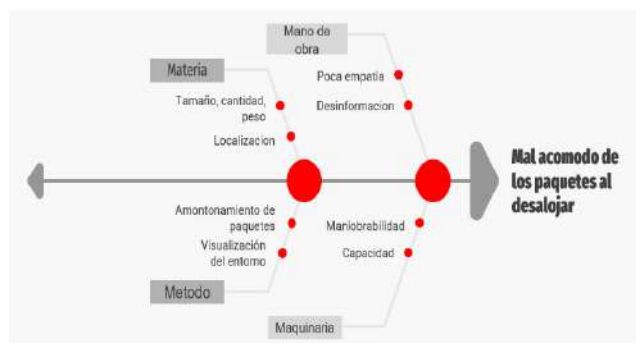 Mano de
obra
Materia
Poca empatia
Tamaño, cantidad,
peso
Desinformacion
Localizacion
Mal acomodo de
los paquetes al
desalojar
Amontonamiento de
paquetes
Maniobrabilidad
Visualización
del entorno
Capacidad
Metodo
Maquinaria